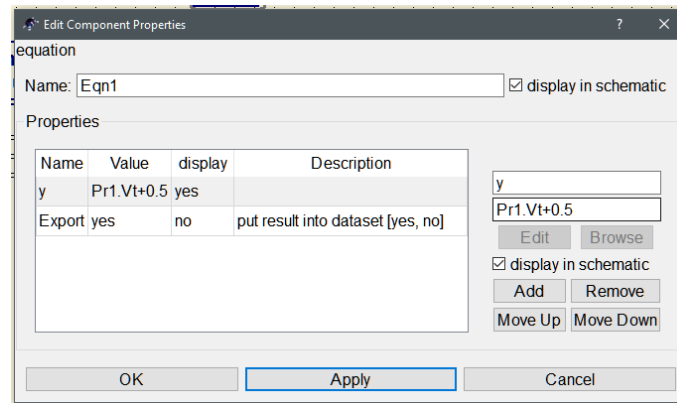 Edit Component Properties ? ×
equation
Name: Eqn1 display in schematic
Properties
Name Value display Description
y Pr1.Vt+0.5 yes
Export yes no put result into dataset [yes, no]
y
Pr1.Vt+0.5
Edit Browse
display in schematic
Add Remove
Move Up Move Down
OK Apply Cancel